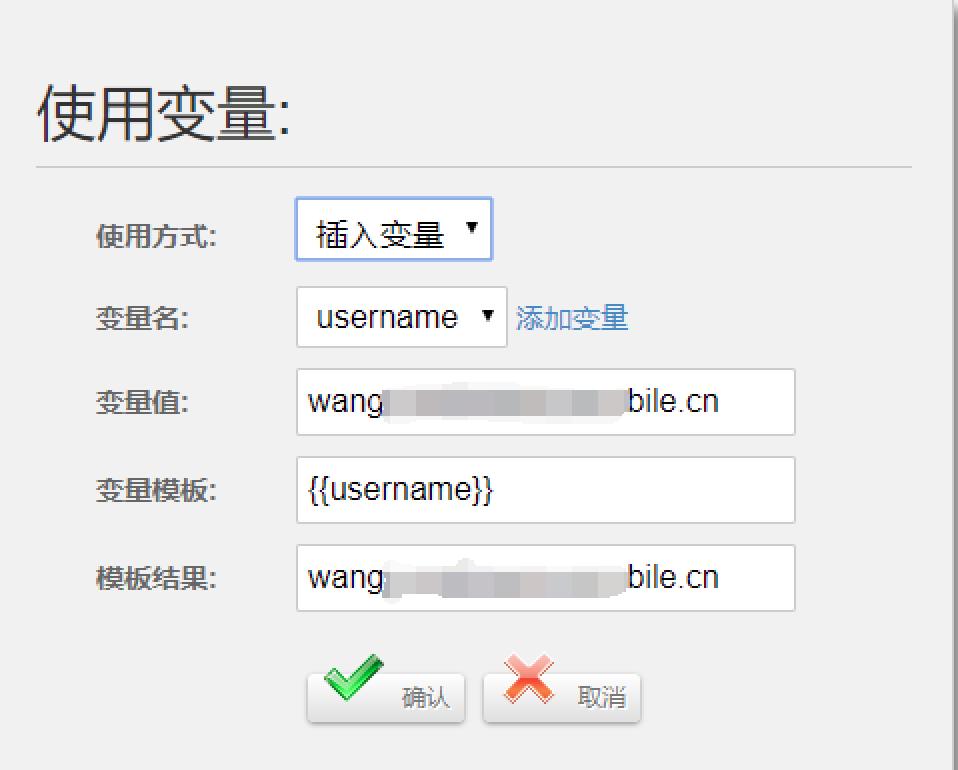 使用变量:
使用方式: 插入变量
变量名: username 添加变量
变量值: wang bile.cn
变量模板: {{username}}
模板结果: wang bile.cn
确认 取消